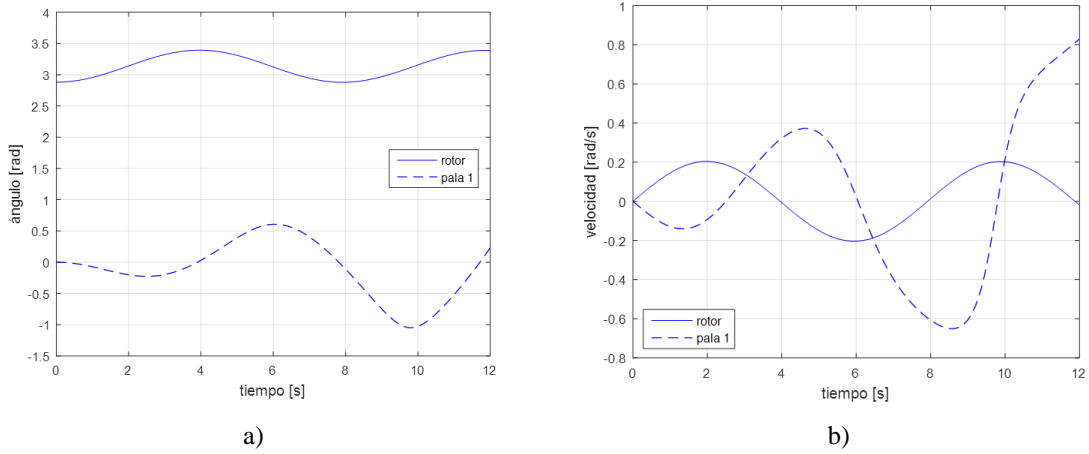 4
3.5
3
2.5
2
1.5
1
0.5
0
-0.5
-1
-1.5
0 2 4 6 8 10 12
ángulo [rad]
tiempo [s]
rotor
pala 1
a)
1
0.8
0.6
0.4
0.2
0
-0.2
-0.4
-0.6
-0.8
0 2 4 6 8 10 12
velocidad [rad/s]
tiempo [s]
rotor
pala 1
b)